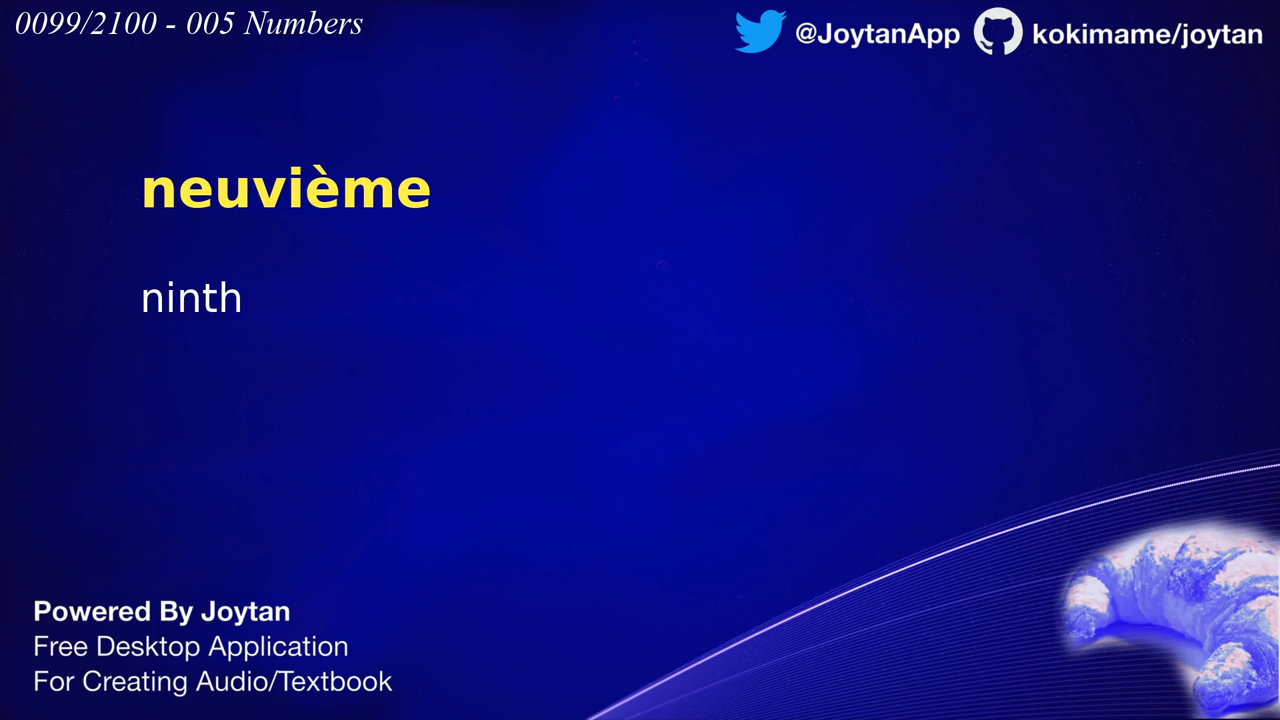 0099/2100 - 005 Numbers
@JoytanApp kokimame/joytan
neuvième
ninth
Powered By Joytan
Free Desktop Application
For Creating Audio/Textbook